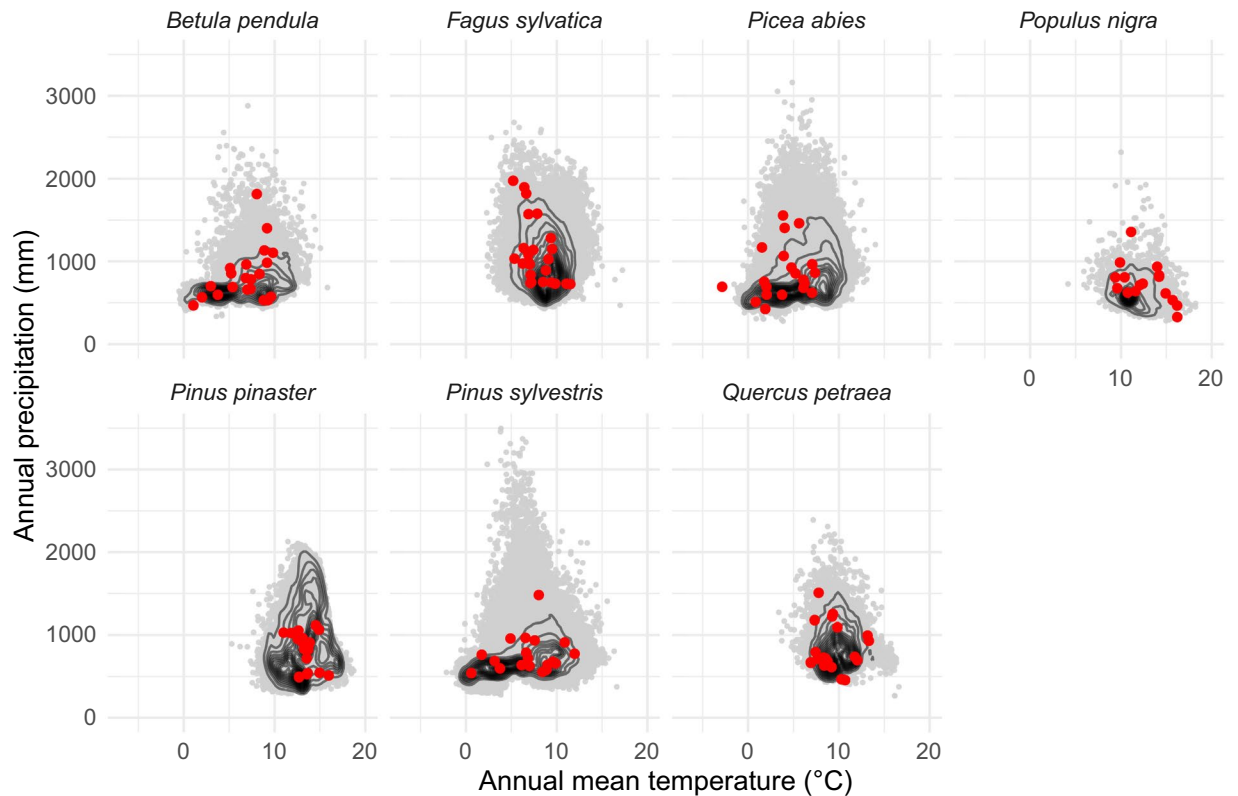 Betula pendula Fagus sylvatica Picea abies Populus nigra
3000
2000
1000
0
0 10 20
Pinus pinaster Pinus sylvestris Quercus petraea
3000
2000
1000
0
0 10 20 0 10 20 0 10 20
Annual precipitation (mm)
Annual mean temperature (°C)